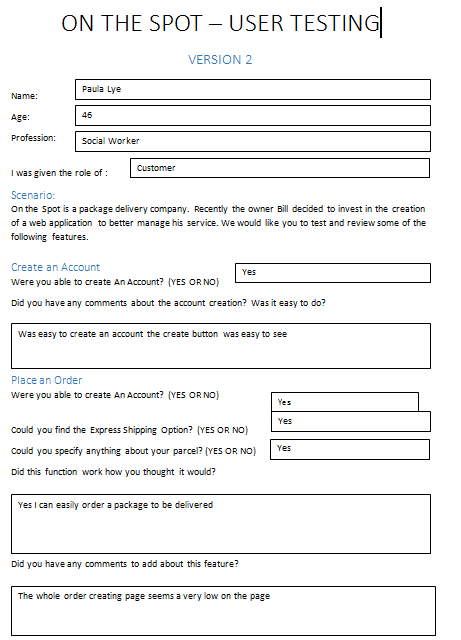 ON THE SPOT – USER TESTING
VERSION 2
Name: Paula Lye
Age: 46
Profession: Social Worker
I was given the role of : Customer
Scenario:
On the Spot is a package delivery company. Recently the owner Bill decided to invest in the creation
of a web application to better manage his service. We would like you to test and review some of the
following features.
Create an Account
Were you able to create An Account? (YES OR NO) Yes
Did you have any comments about the account creation? Was it easy to do?
Was easy to create an account the create button was easy to see
Place an Order
Were you able to create An Account? (YES OR NO) Yes
Could you find the Express Shipping Option? (YES OR NO) Yes
Could you specify anything about your parcel? (YES OR NO) Yes
Did this function work how you thought it would?
Yes I can easily order a package to be delivered
Did you have any comments to add about this feature?
The whole order creating page seems a very low on the page